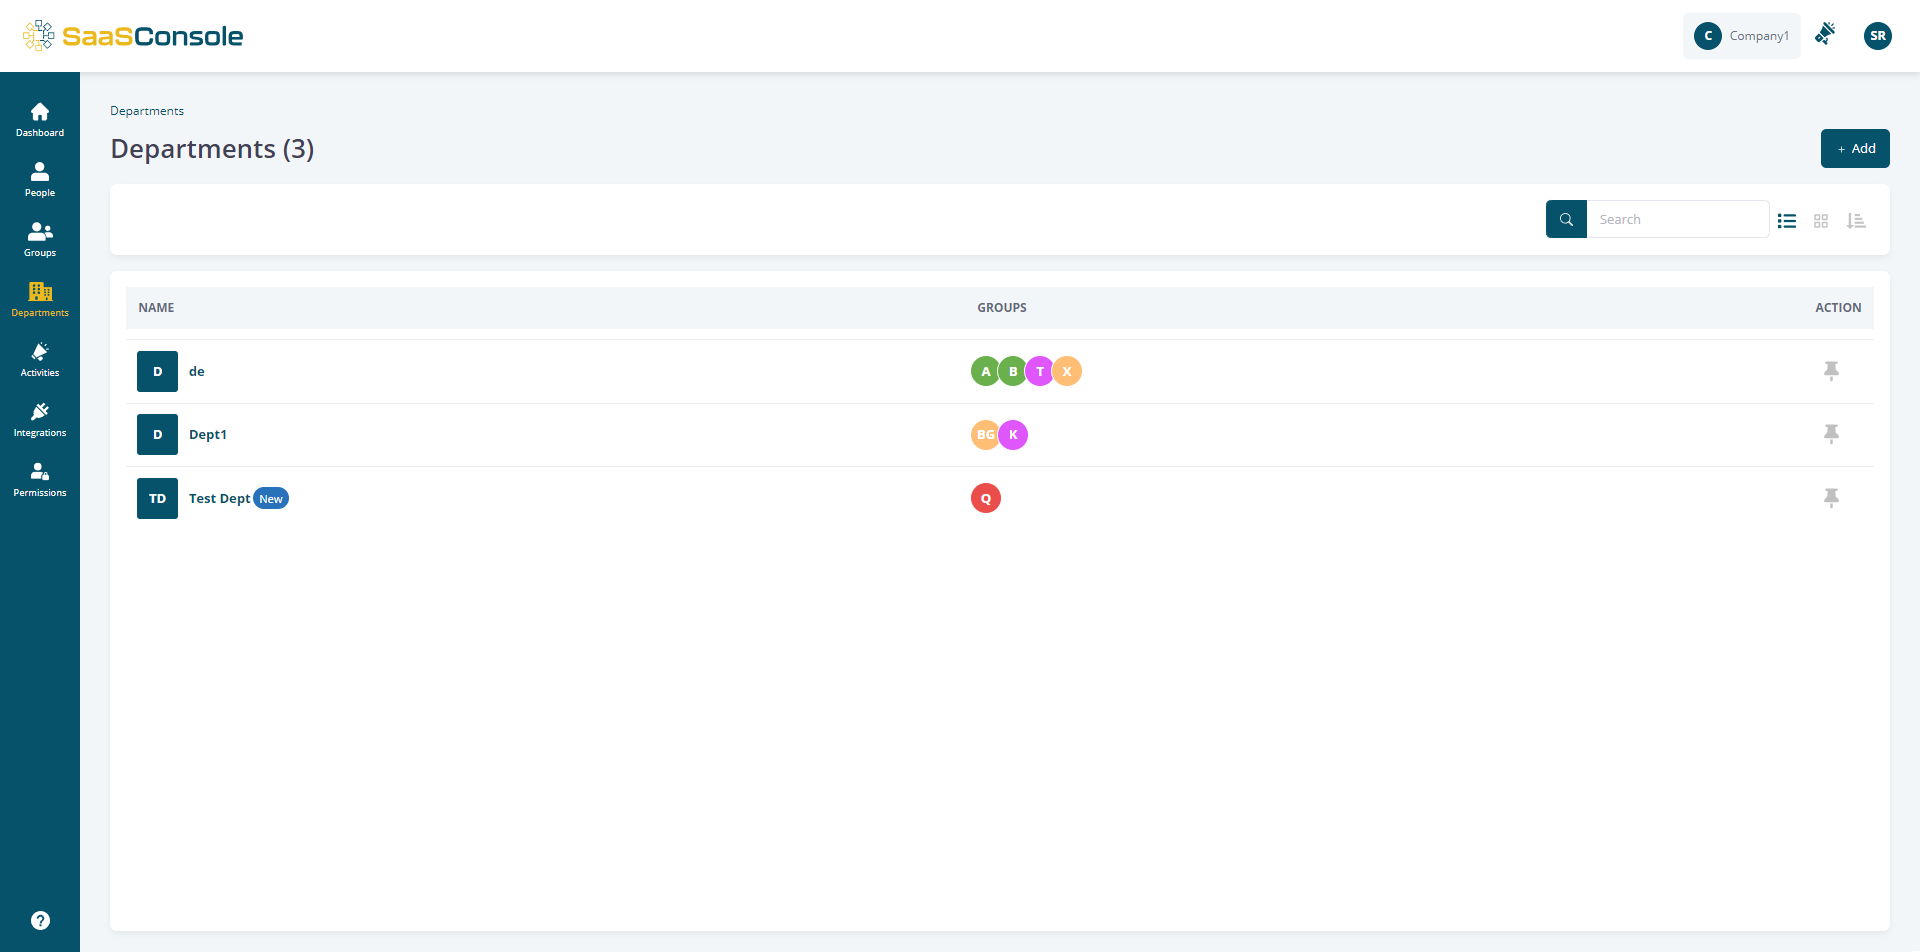 SaaSConsole
C Company1
SR
Dashboard
People
Groups
Departments
Activities
Integrations
Permissions
?
Departments
Departments (3)
+ Add
Search
NAME GROUPS ACTION
D de A B T X
D Dept1 BG K
TD Test Dept New Q